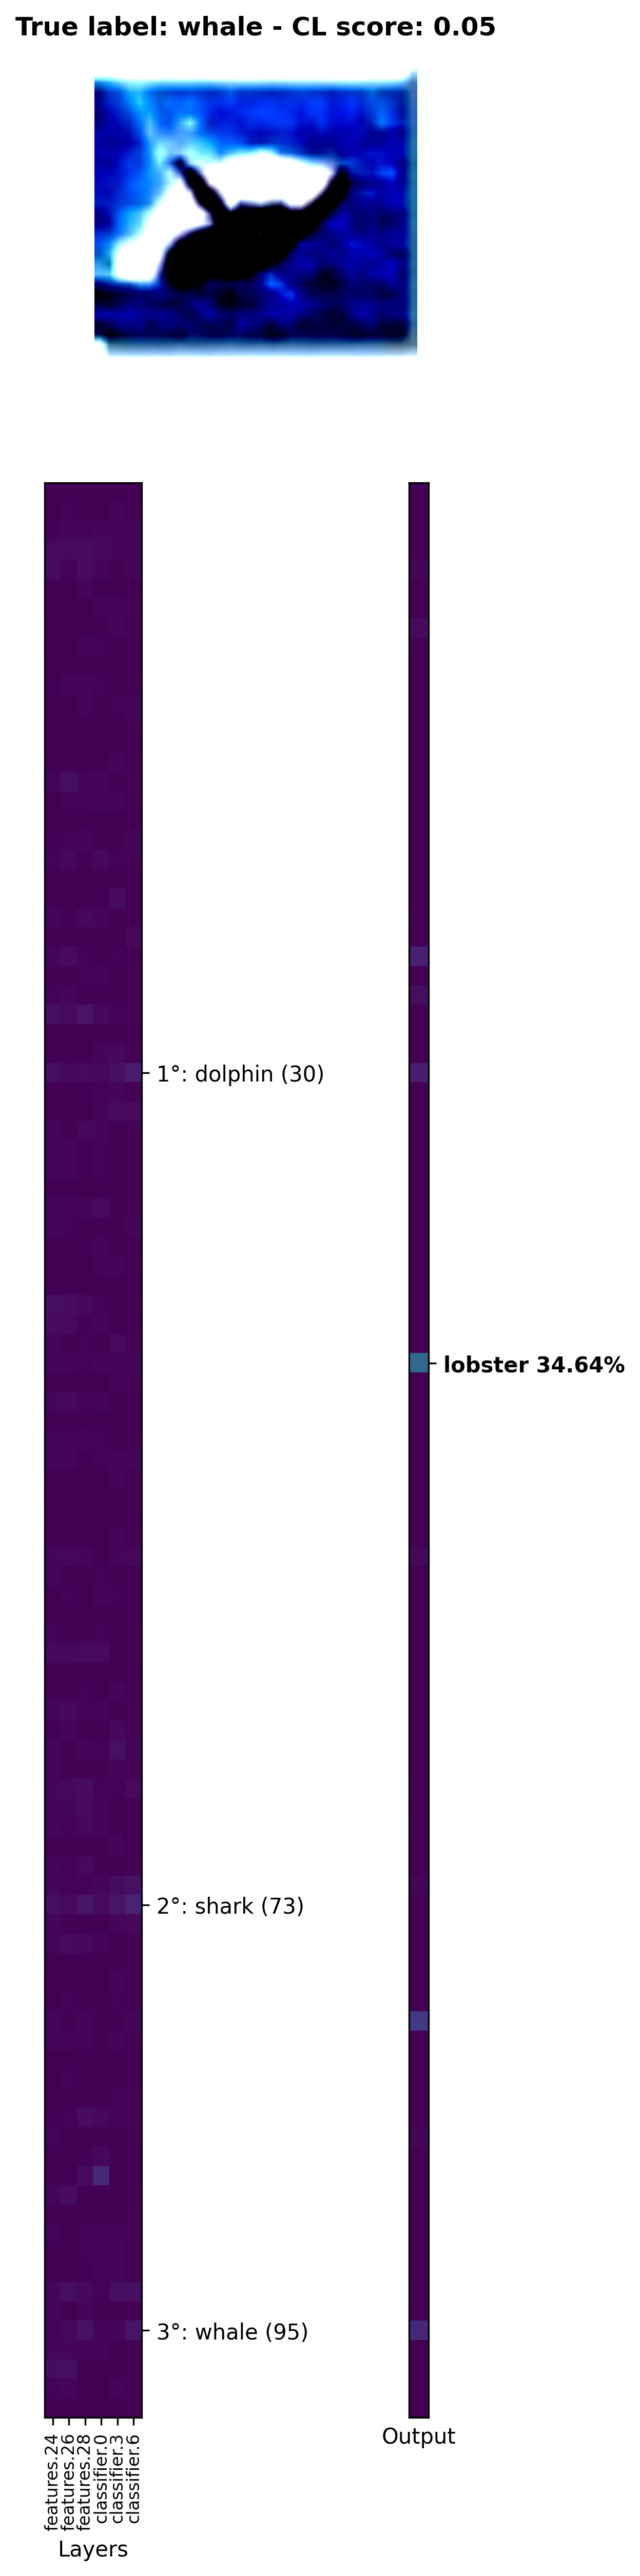 True label: whale - CL score: 0.05
1°: dolphin (30)
lobster 34.64%
2°: shark (73)
3°: whale (95)
features.24
features.26
features.28
classifier.0
classifier.3
classifier.6
Layers
Output